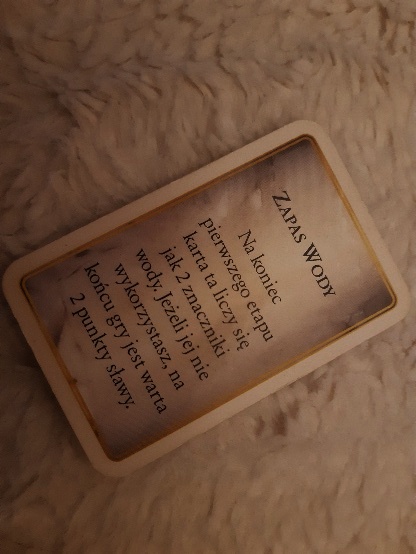 Zapas Wody
Na koniec
pierwszego etapu
karta ta liczy się
jak 2 znaczniki
wody. Jeżeli jej nie
wykorzystasz, na
końcu gry jest warta
2 punkty sławy.